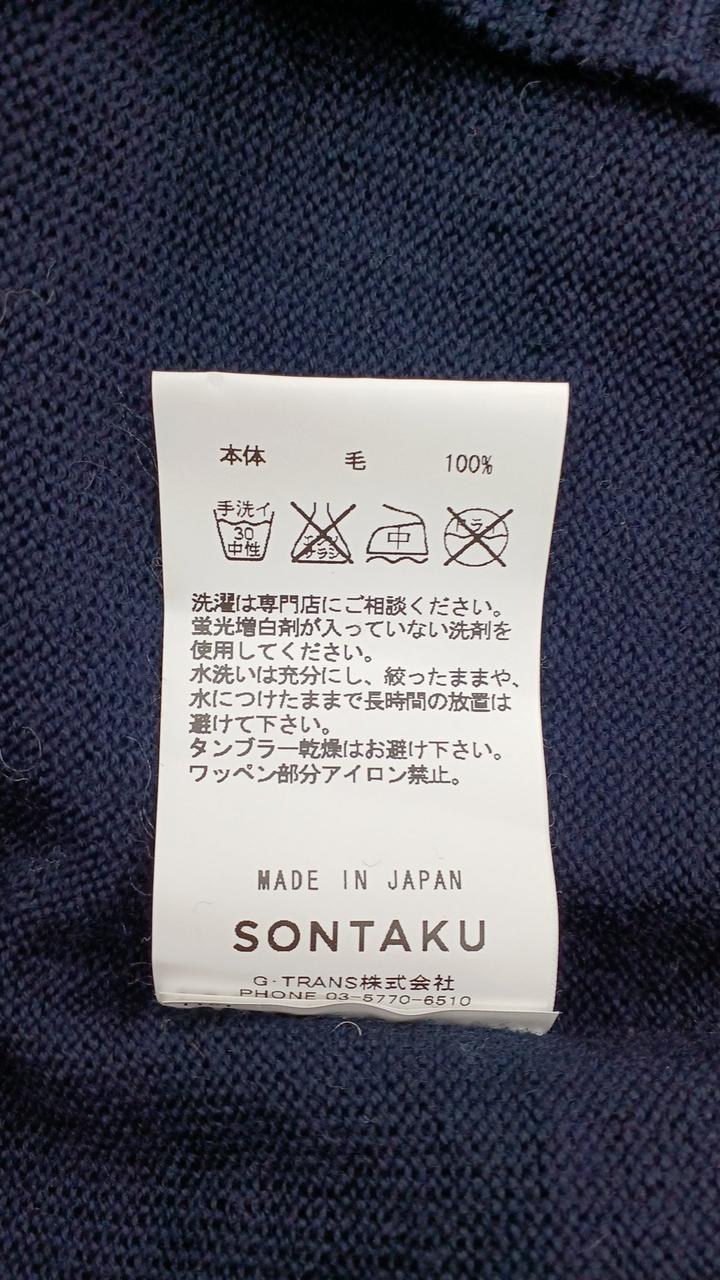 本体 毛 100%
手洗イ
30
中性
中
ドライ
洗濯は専門店にご相談ください。
蛍光増白剤が入っていない洗剤を
使用してください。
水洗いは充分にし、絞ったままや、
水につけたままで長時間の放置は
避けて下さい。
タンブラー乾燥はお避け下さい。
ワッペン部分アイロン禁止。
MADE IN JAPAN
SONTAKU
G・TRANS株式会社
PHONE 03-5770-6510